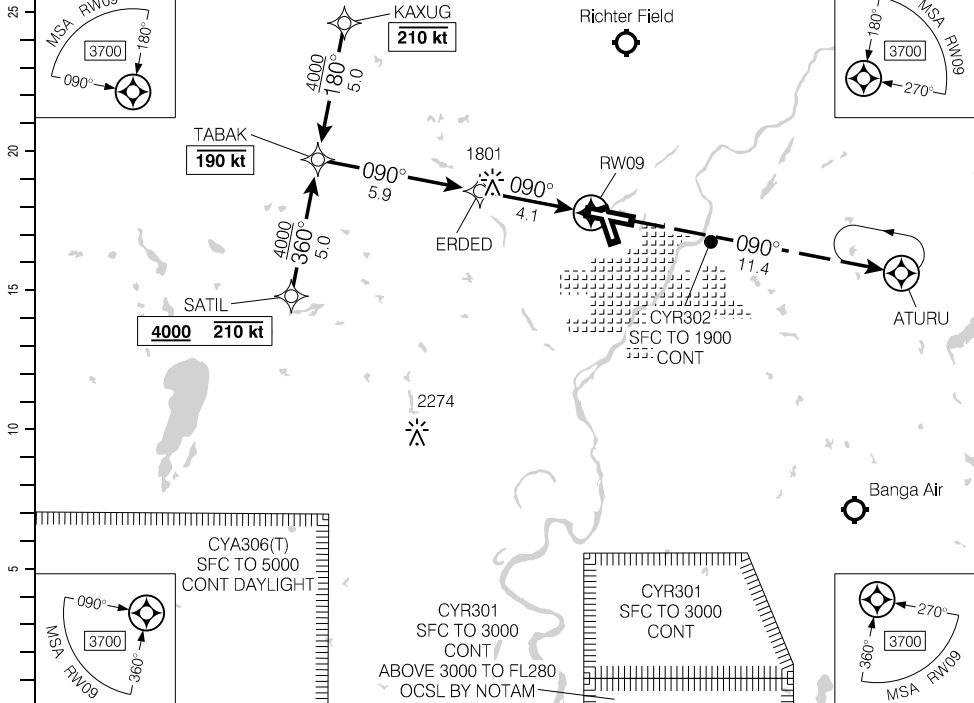 25
20
15
10
5
MSA RW09
3700
180°
090°
KAXUG
210 kt
4000
180°
5.0
Richter Field
MSA RW09
3700
180°
270°
TABAK
190 kt
090°
5.9
1801
ERDED
090°
4.1
RW09
090°
11.4
ATURU
4000
360°
5.0
SATIL
4000 210 kt
CYR302
SFC TO 1900
CONT
2274
Banga Air
CYA306(T)
SFC TO 5000
CONT DAYLIGHT
090°
3700
360°
MSA RW09
CYR301
SFC TO 3000
CONT
ABOVE 3000 TO FL280
OCSL BY NOTAM
CYR301
SFC TO 3000
CONT
270°
3700
360°
MSA RW09